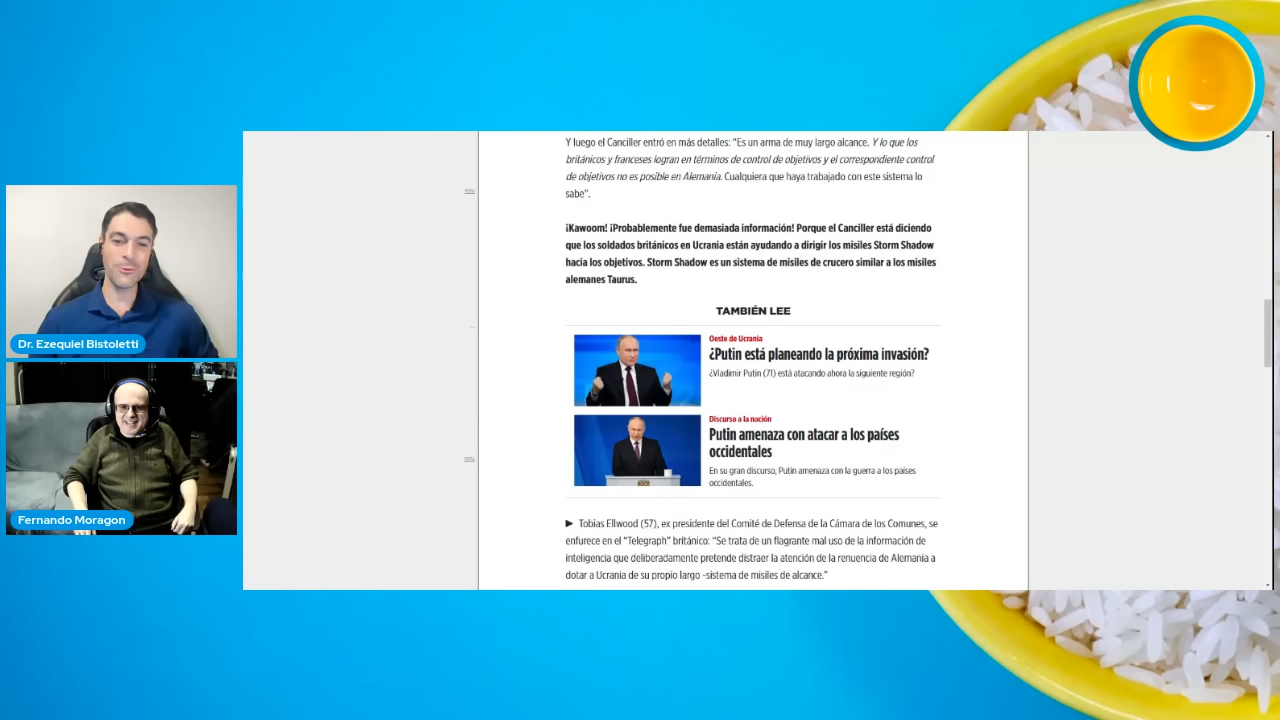 Y luego el Canciller entró en más detalles: "Es un arma de muy largo alcance. Y lo que los
británicos y franceses logran en términos de control de objetivos y el correspondiente control
de objetivos no es posible en Alemania. Cualquiera que haya trabajado con este sistema lo
sabe".
¡Kawoom! ¡Probablemente fue demasiada información! Porque el Canciller está diciendo
que los soldados británicos en Ucrania están ayudando a dirigir los misiles Storm Shadow
hacia los objetivos. Storm Shadow es un sistema de misiles de crucero similar a los misiles
alemanes Taurus.
TAMBIÉN LEE
Oeste de Ucrania
¿Putin está planeando la próxima invasión?
¿Vladimir Putin (71) está atacando ahora la siguiente región?
Discurso a la nación
Putin amenaza con atacar a los países
occidentales
En su gran discurso, Putin amenaza con la guerra a los países
occidentales.
► Tobias Ellwood (57), ex presidente del Comité de Defensa de la Cámara de los Comunes, se
enfurece en el "Telegraph" británico: "Se trata de un flagrante mal uso de la información de
inteligencia que deliberadamente pretende distraer la atención de la renuencia de Alemania a
dotar a Ucrania de su propio largo -sistema de misiles de alcance."
Dr. Ezequiel Bistoletti
Fernando Moragon